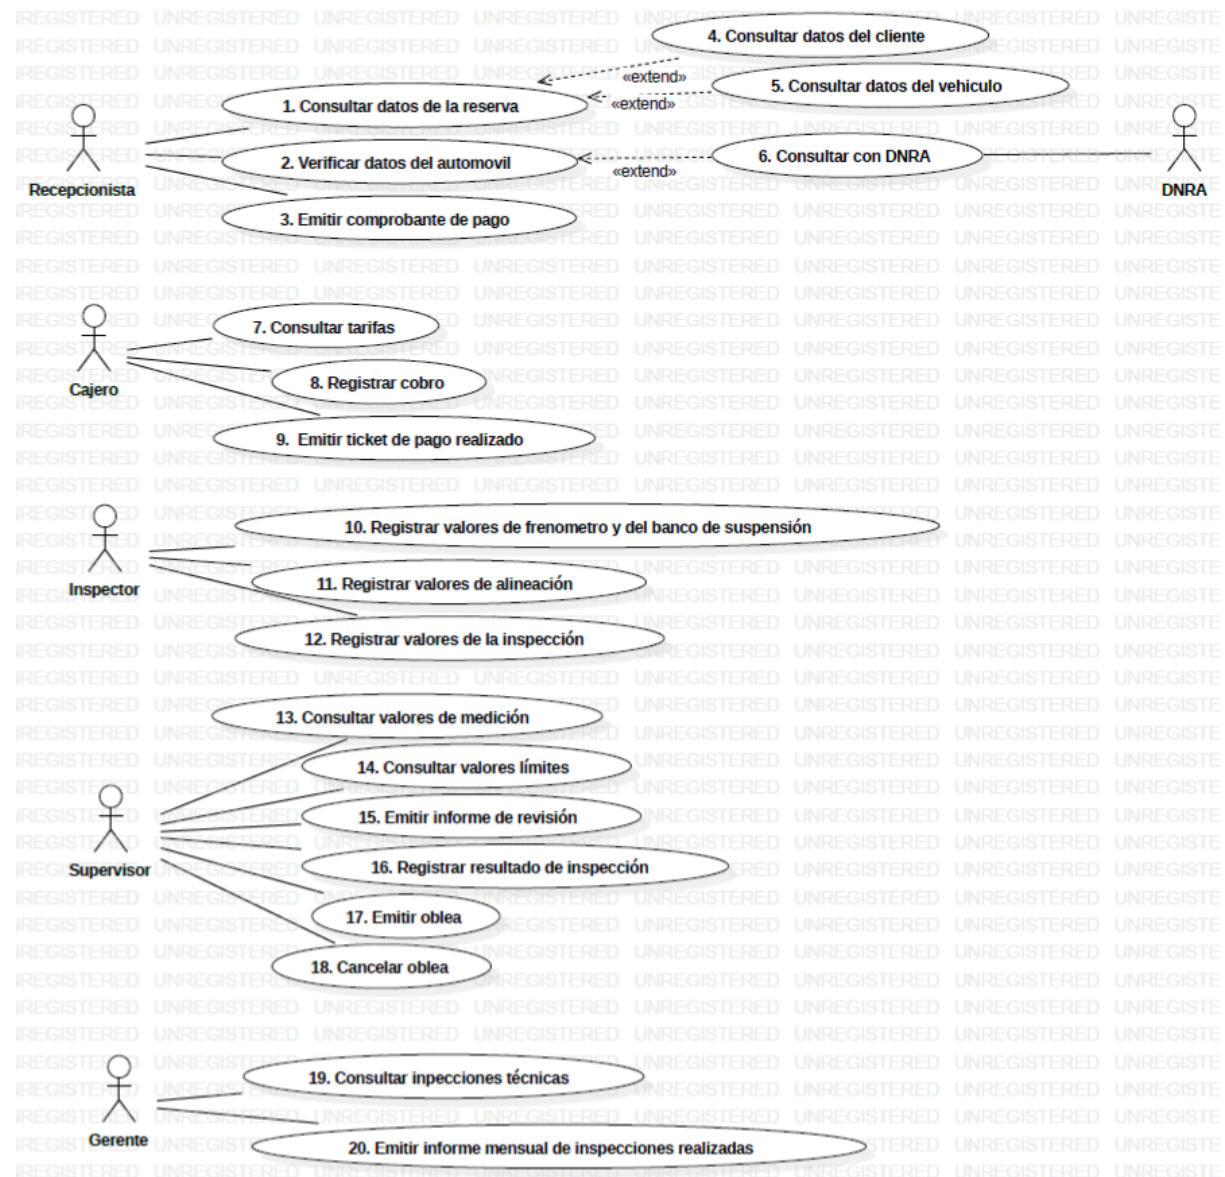 4. Consultar datos del cliente
«extend»
5. Consultar datos del vehiculo
1. Consultar datos de la reserva
«extend»
2. Verificar datos del automovil
6. Consultar con DNRA
«extend»
Recepcionista
DNRA
3. Emitir comprobante de pago
7. Consultar tarifas
8. Registrar cobro
Cajero
9. Emitir ticket de pago realizado
10. Registrar valores de frenometro y del banco de suspensión
11. Registrar valores de alineación
Inspector
12. Registrar valores de la inspección
13. Consultar valores de medición
14. Consultar valores límites
15. Emitir informe de revisión
16. Registrar resultado de inspección
Supervisor
17. Emitir oblea
18. Cancelar oblea
19. Consultar inpecciones técnicas
Gerente
20. Emitir informe mensual de inspecciones realizadas
UNREGISTERED